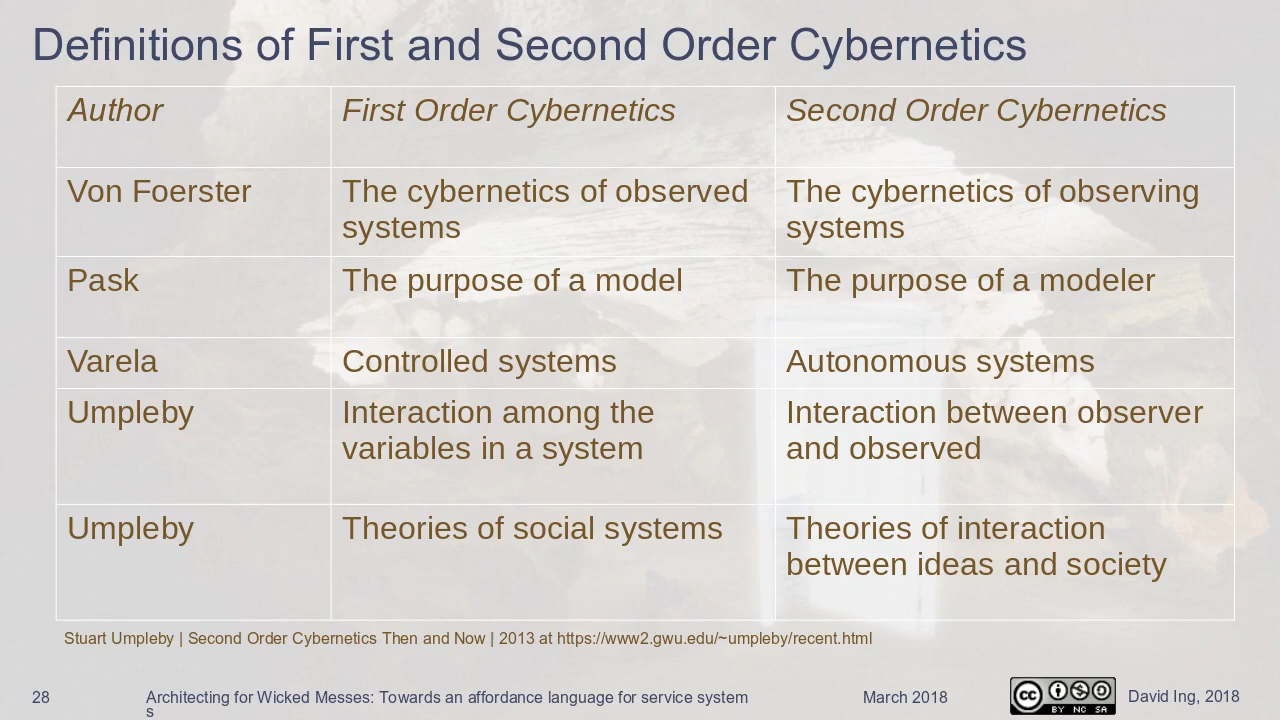 Definitions of First and Second Order Cybernetics
Author
First Order Cybernetics
Second Order Cybernetics
Von Foerster
The cybernetics of observed
systems
The cybernetics of observing
systems
Pask
The purpose of a model
The purpose of a modeler
Varela
Controlled systems
Autonomous systems
Umpleby
Interaction among the
variables in a system
Interaction between observer
and observed
Umpleby
Theories of social systems
Theories of interaction
between ideas and society
Stuart Umpleby | Second Order Cybernetics Then and Now | 2013 at https://www2.gwu.edu/~umpleby/recent.html
28
Architecting for Wicked Messes: Towards an affordance language for service system
s
March 2018
cc
BY NC SA
David Ing, 2018